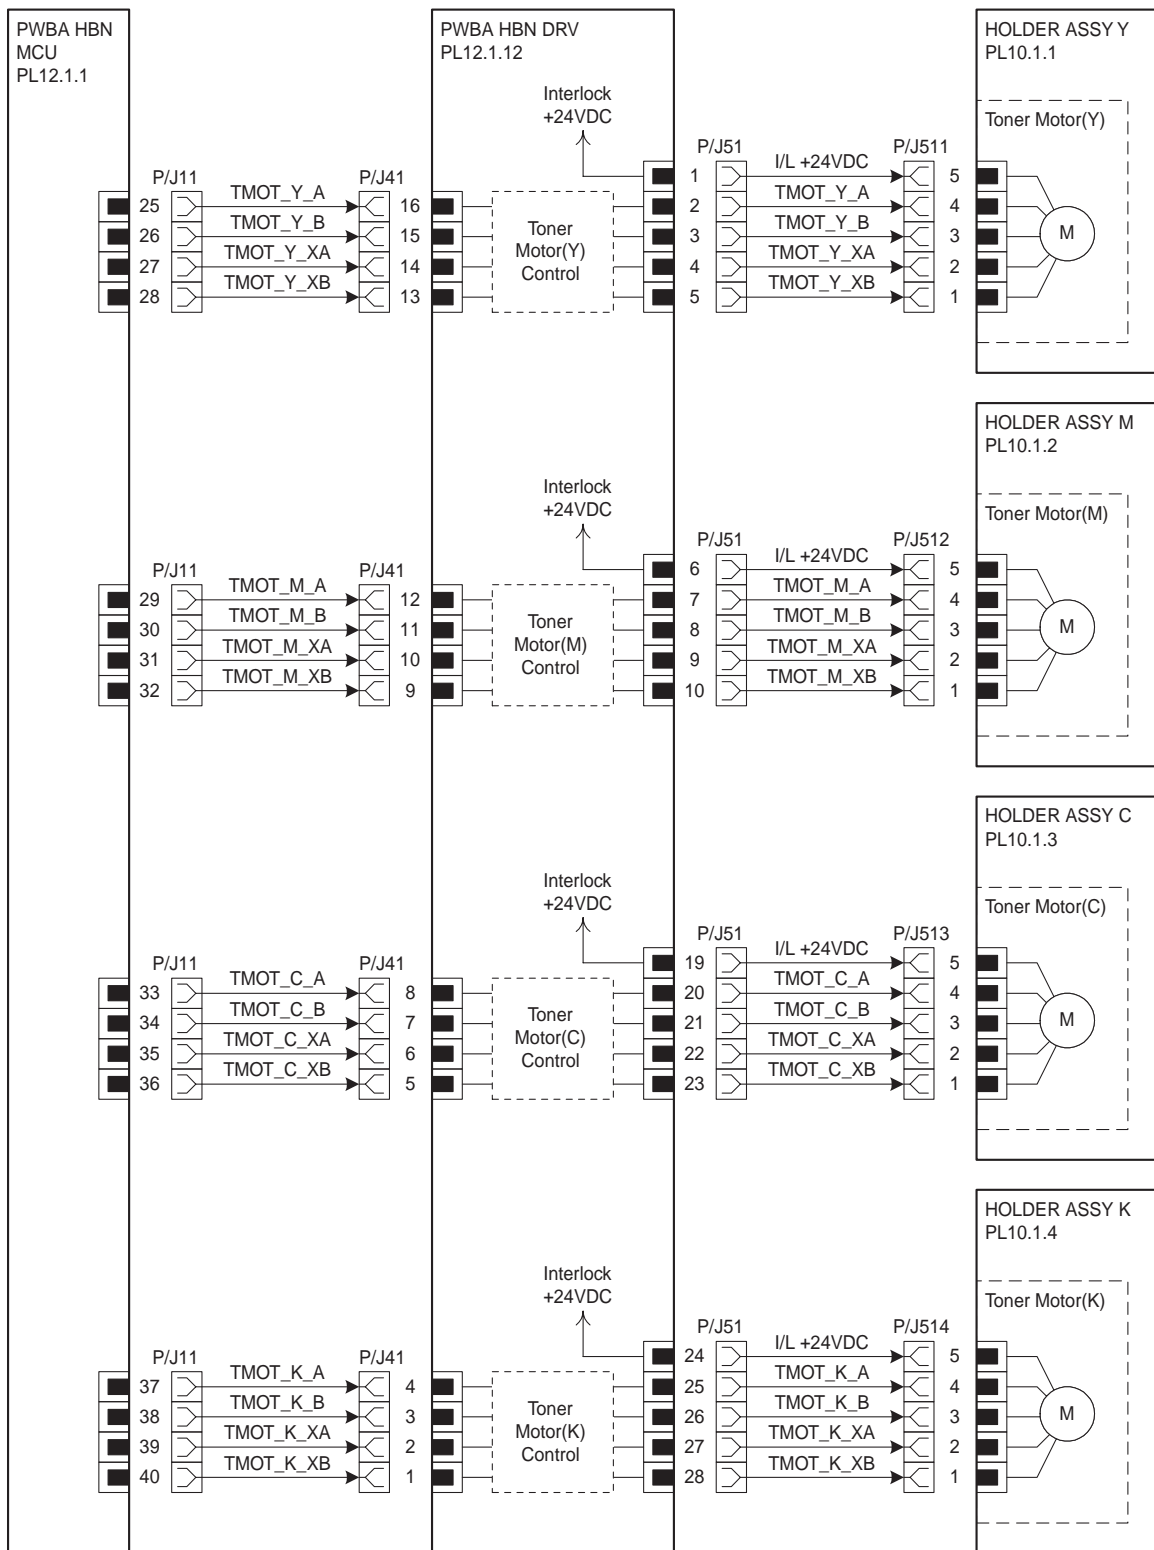 PWBA HBN
MCU
PL12.1.1
PWBA HBN DRV
PL12.1.12
HOLDER ASSY Y
PL10.1.1
Interlock
+24VDC
Toner Motor(Y)
P/J11
P/J41
P/J51
P/J511
1
I/L +24VDC
5
25
TMOT_Y_A
16
2
TMOT_Y_A
4
26
TMOT_Y_B
15
3
TMOT_Y_B
3
27
TMOT_Y_XA
14
4
TMOT_Y_XA
2
28
TMOT_Y_XB
13
5
TMOT_Y_XB
1
Toner
Motor(Y)
Control
M
HOLDER ASSY M
PL10.1.2
Interlock
+24VDC
Toner Motor(M)
P/J11
P/J41
P/J51
P/J512
6
I/L +24VDC
5
29
TMOT_M_A
12
7
TMOT_M_A
4
30
TMOT_M_B
11
8
TMOT_M_B
3
31
TMOT_M_XA
10
9
TMOT_M_XA
2
32
TMOT_M_XB
9
10
TMOT_M_XB
1
Toner
Motor(M)
Control
M
HOLDER ASSY C
PL10.1.3
Interlock
+24VDC
Toner Motor(C)
P/J11
P/J41
P/J51
P/J513
19
I/L +24VDC
5
33
TMOT_C_A
8
20
TMOT_C_A
4
34
TMOT_C_B
7
21
TMOT_C_B
3
35
TMOT_C_XA
6
22
TMOT_C_XA
2
36
TMOT_C_XB
5
23
TMOT_C_XB
1
Toner
Motor(C)
Control
M
HOLDER ASSY K
PL10.1.4
Interlock
+24VDC
Toner Motor(K)
P/J11
P/J41
P/J51
P/J514
24
I/L +24VDC
5
37
TMOT_K_A
4
25
TMOT_K_A
4
38
TMOT_K_B
3
26
TMOT_K_B
3
39
TMOT_K_XA
2
27
TMOT_K_XA
2
40
TMOT_K_XB
1
28
TMOT_K_XB
1
Toner
Motor(K)
Control
M